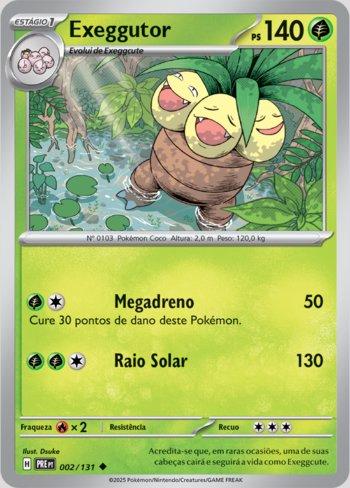 ESTÁGIO 1
Exeggutor
PS 140
Evolui de Exeggcute
Nº 0103 Pokémon Coco Altura: 2,0 m Peso: 120,0 kg
Megadreno 50
Cure 30 pontos de dano deste Pokémon.
Raio Solar 130
Fraqueza × 2 Resistência Recuo
Ilust. Dsuke
H PRE PT 002/131
Acredita-se que, em raras ocasiões, uma de suas
cabeças cairá e seguirá a vida como Exeggcute.
©2025 Pokémon/Nintendo/Creatures/GAME FREAK